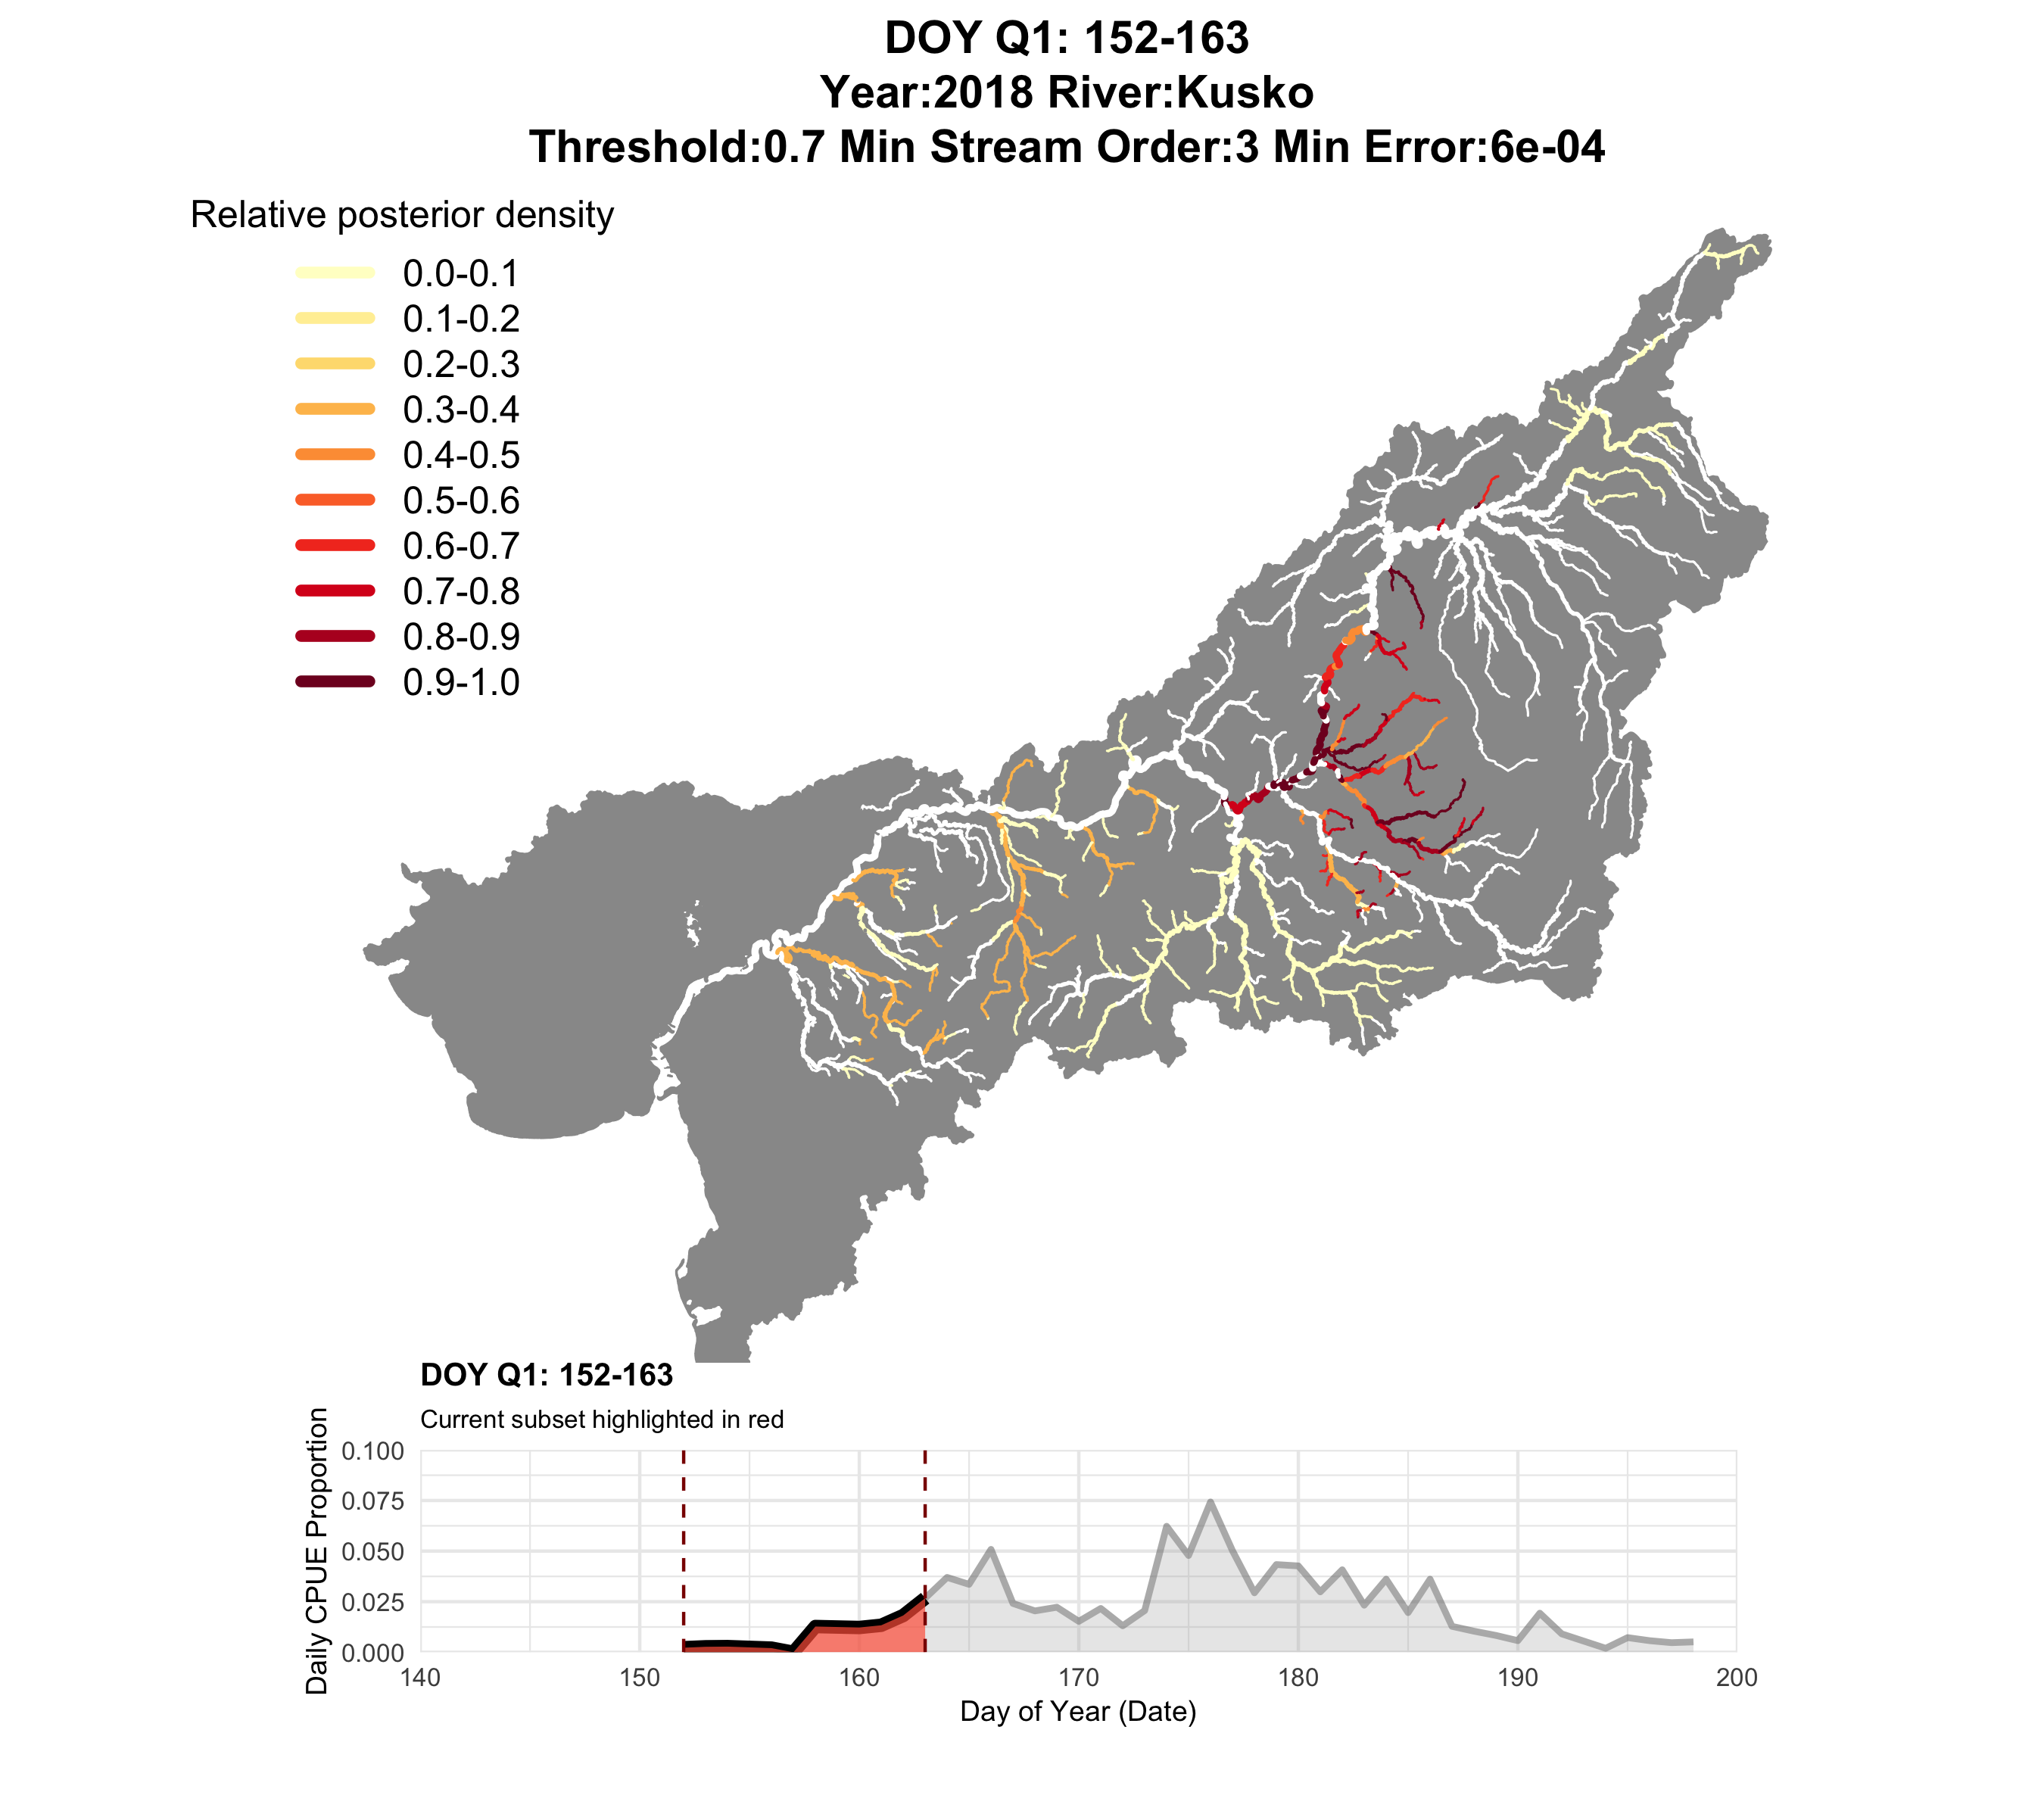 DOY Q1: 152-163
Year:2018 River:Kusko
Threshold:0.7 Min Stream Order:3 Min Error:6e-04
Relative posterior density
0.0-0.1
0.1-0.2
0.2-0.3
0.3-0.4
0.4-0.5
0.5-0.6
0.6-0.7
0.7-0.8
0.8-0.9
0.9-1.0
DOY Q1: 152-163
Current subset highlighted in red
Daily CPUE Proportion
0.100
0.075
0.050
0.025
0.000
140 150 160 170 180 190 200
Day of Year (Date)